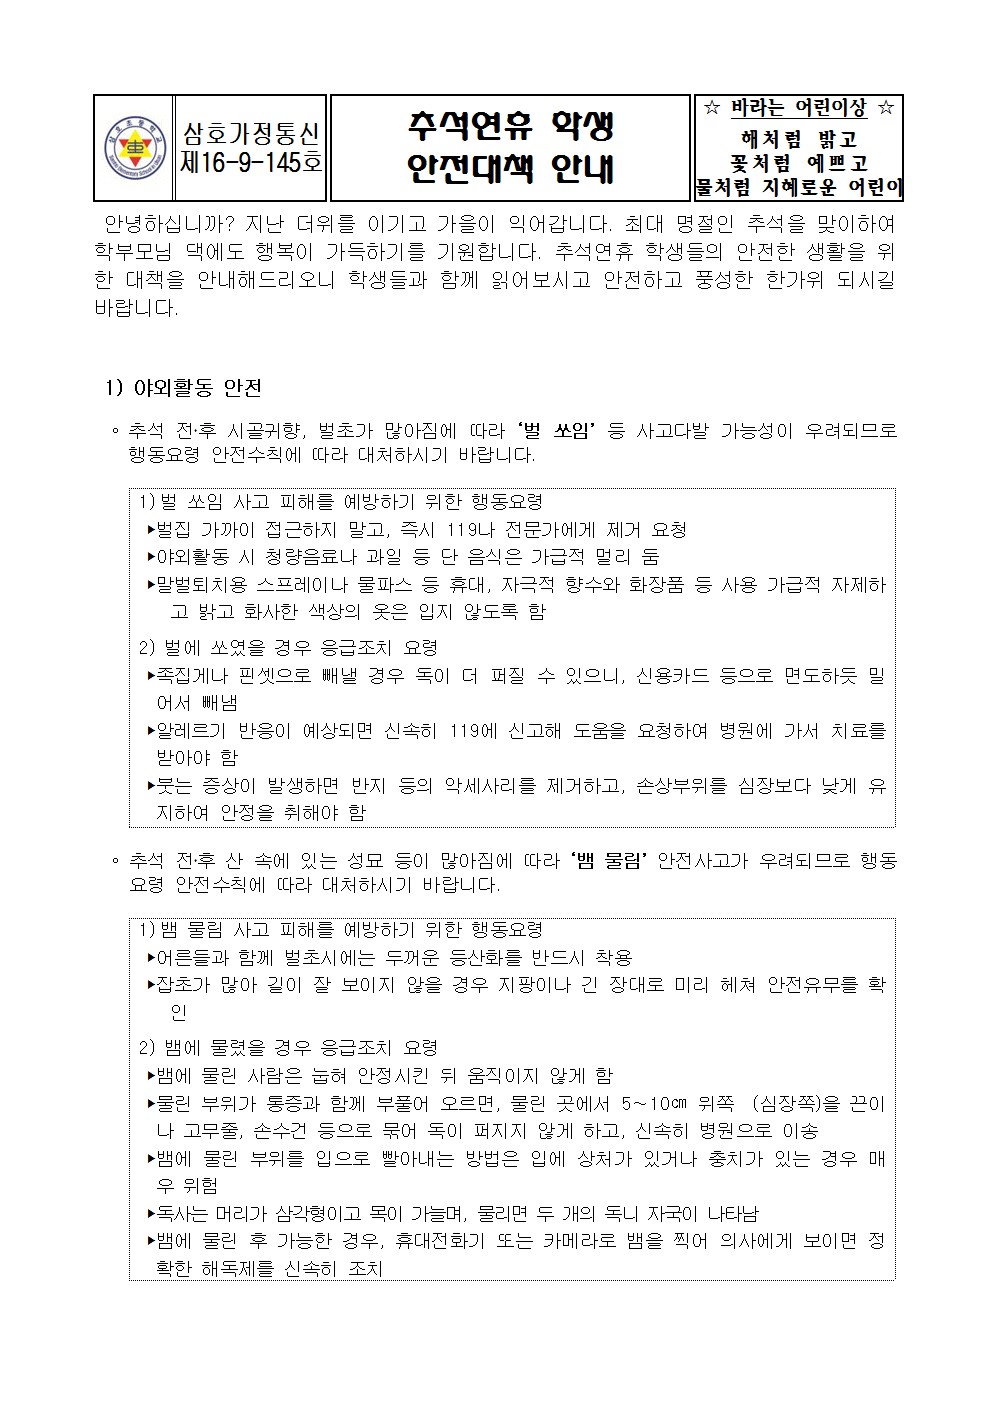 삼호가정통신
제16-9-145호
추석연휴 학생
안전대책 안내
☆ 바라는 어린이상 ☆
해처럼 밝고
꽃처럼 예쁘고
물처럼 지혜로운 어린이
안녕하십니까? 지난 더위를 이기고 가을이 익어갑니다. 최대 명절인 추석을 맞이하여
학부모님 댁에도 행복이 가득하기를 기원합니다. 추석연휴 학생들의 안전한 생활을 위
한 대책을 안내해드리오니 학생들과 함께 읽어보시고 안전하고 풍성한 한가위 되시길
바랍니다.
1) 야외활동 안전
∘ 추석 전·후 시골귀향, 벌초가 많아짐에 따라 ‘벌 쏘임’ 등 사고다발 가능성이 우려되므로
행동요령 안전수칙에 따라 대처하시기 바랍니다.
1) 벌 쏘임 사고 피해를 예방하기 위한 행동요령
▸벌집 가까이 접근하지 말고, 즉시 119나 전문가에게 제거 요청
▸야외활동 시 청량음료나 과일 등 단 음식은 가급적 멀리 둠
▸말벌퇴치용 스프레이나 물파스 등 휴대, 자극적 향수와 화장품 등 사용 가급적 자제하
고 밝고 화사한 색상의 옷은 입지 않도록 함
2) 벌에 쏘였을 경우 응급조치 요령
▸족집게나 핀셋으로 빼낼 경우 독이 더 퍼질 수 있으니, 신용카드 등으로 면도하듯 밀
어서 빼냄
▸알레르기 반응이 예상되면 신속히 119에 신고해 도움을 요청하여 병원에 가서 치료를
받아야 함
▸붓는 증상이 발생하면 반지 등의 악세사리를 제거하고, 손상부위를 심장보다 낮게 유
지하여 안정을 취해야 함
∘ 추석 전·후 산 속에 있는 성묘 등이 많아짐에 따라 ‘뱀 물림’ 안전사고가 우려되므로 행동
요령 안전수칙에 따라 대처하시기 바랍니다.
1) 뱀 물림 사고 피해를 예방하기 위한 행동요령
▸어른들과 함께 벌초시에는 두꺼운 등산화를 반드시 착용
▸잡초가 많아 길이 잘 보이지 않을 경우 지팡이나 긴 장대로 미리 헤쳐 안전유무를 확
인
2) 뱀에 물렸을 경우 응급조치 요령
▸뱀에 물린 사람은 눕혀 안정시킨 뒤 움직이지 않게 함
▸물린 부위가 통증과 함께 부풀어 오르면, 물린 곳에서 5～10㎝ 위쪽 (심장쪽)을 끈이
나 고무줄, 손수건 등으로 묶어 독이 퍼지지 않게 하고, 신속히 병원으로 이송
▸뱀에 물린 부위를 입으로 빨아내는 방법은 입에 상처가 있거나 충치가 있는 경우 매
우 위험
▸독사는 머리가 삼각형이고 목이 가늘며, 물리면 두 개의 독니 자국이 나타남
▸뱀에 물린 후 가능한 경우, 휴대전화기 또는 카메라로 뱀을 찍어 의사에게 보이면 정
확한 해독제를 신속히 조치